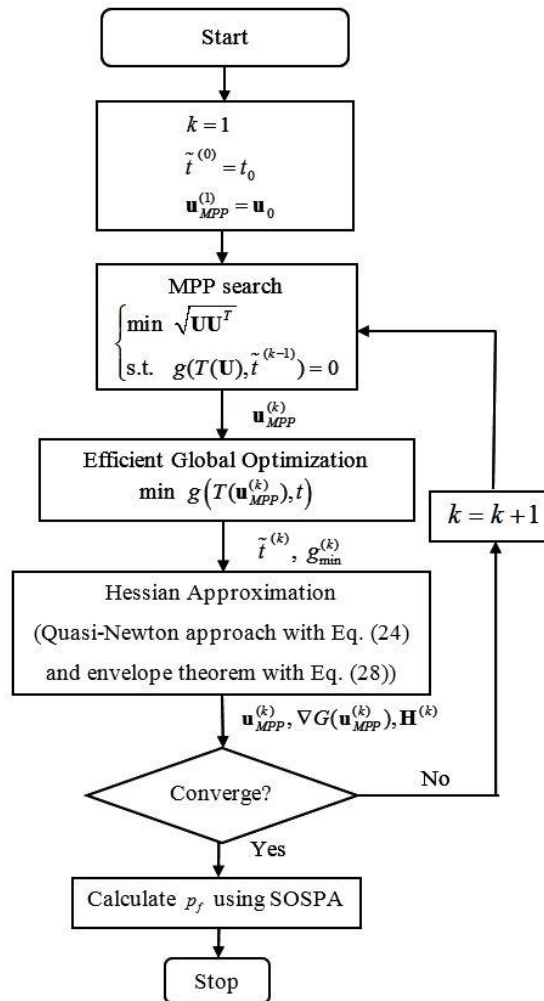 Start
k = 1
t̃^(0) = t_0
u_MPP^(1) = u_0
MPP search
{ min √(UU^T)
s.t. g(T(U), t̃^(k−1)) = 0
u_MPP^(k)
Efficient Global Optimization
min g(T(u_MPP^(k)), t)
t̃^(k), g_min^(k)
k = k + 1
Hessian Approximation
(Quasi-Newton approach with Eq. (24)
and envelope theorem with Eq. (28))
u_MPP^(k), ∇G(u_MPP^(k)), H^(k)
Converge?
No
Yes
Calculate p_f using SOSPA
Stop